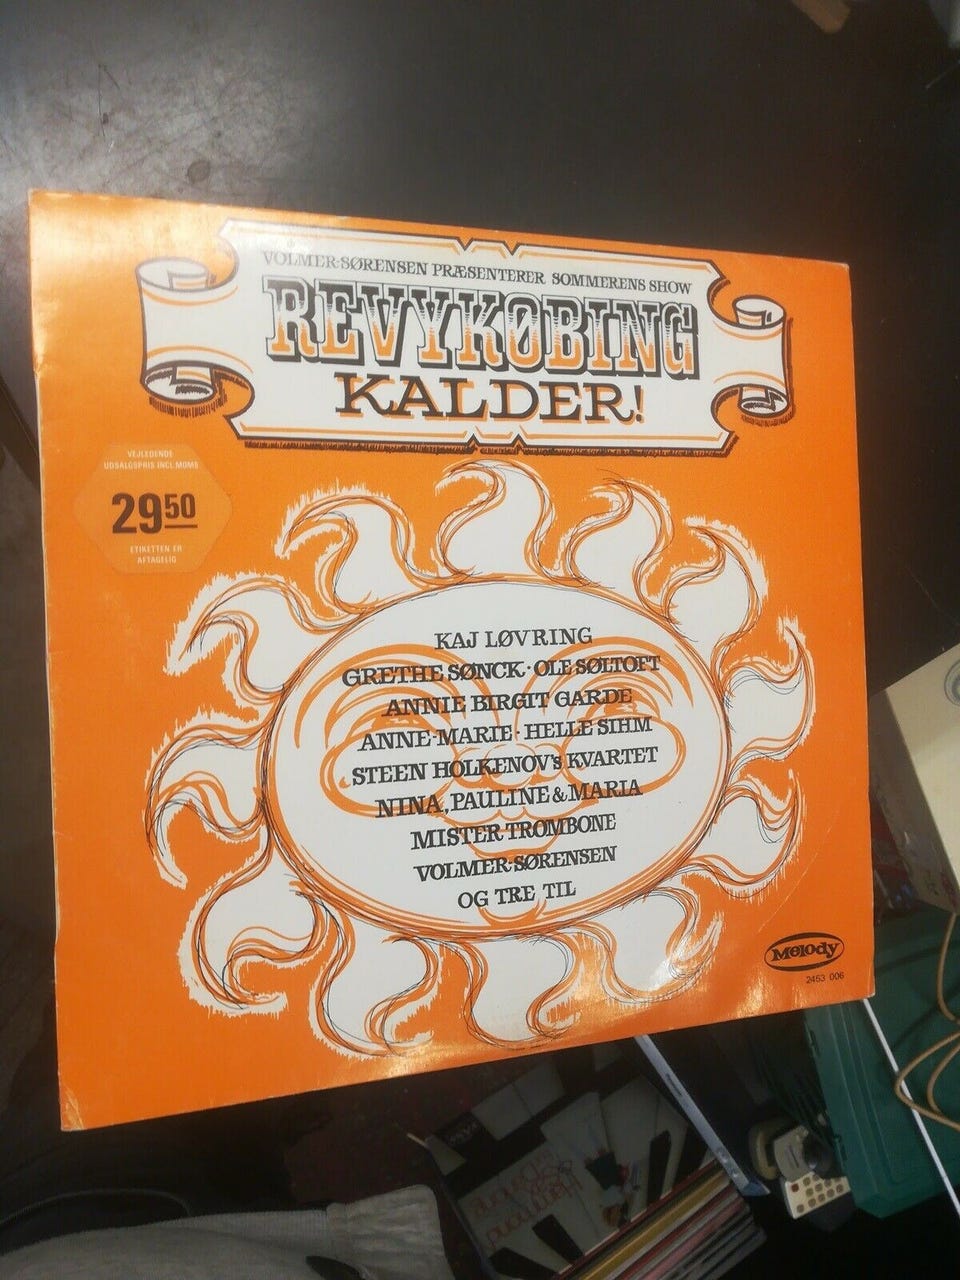 VOLMER-SØRENSEN PRÆSENTERER SOMMERENS SHOW
REVYKØBING
KALDER!
VEJLEDENDE
UDSALGSPRIS INCL. MOMS
29 50
ETIKETTEN ER
AFTAGELIG
KAJ LØVRING
GRETHE SØNCK · OLE SØLTOFT
ANNIE BIRGIT GARDE
ANNE-MARIE · HELLE SIHM
STEEN HOLKENOV's KVARTET
NINA, PAULINE & MARIA
MISTER TROMBONE
VOLMER-SØRENSEN
OG TRE TIL
Melody
2453 006